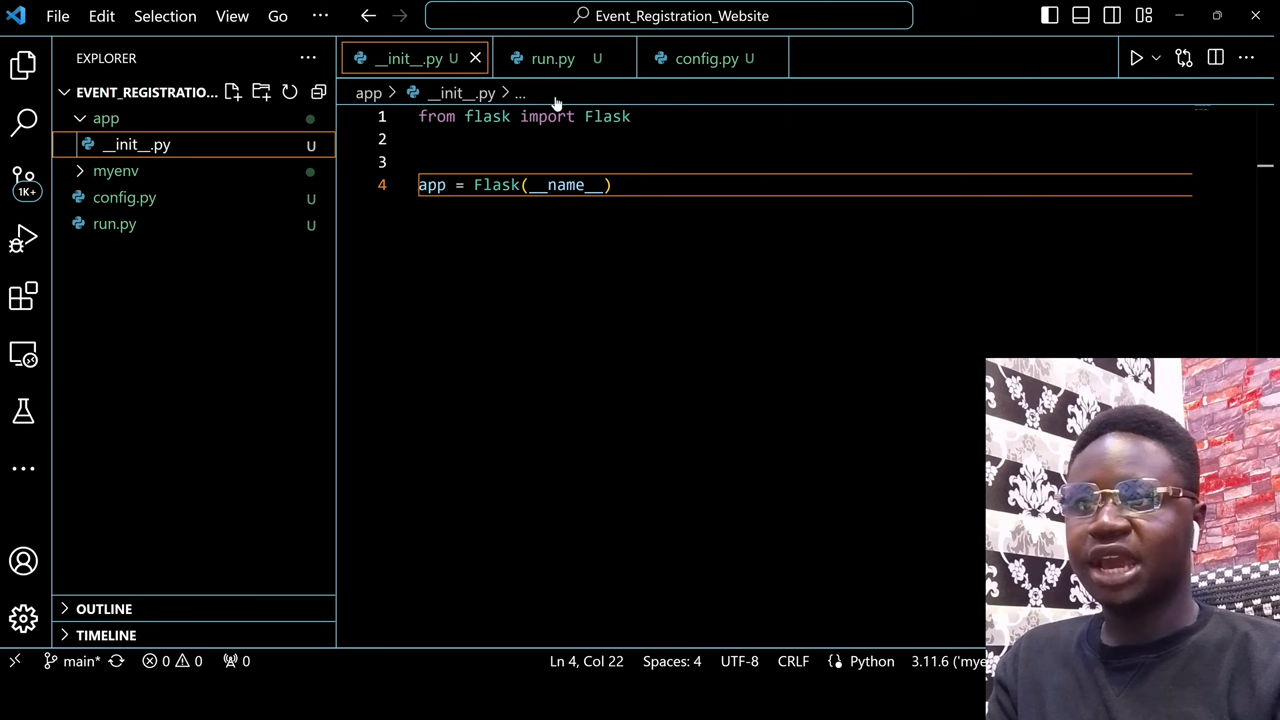 File Edit Selection View Go ···
Event_Registration_Website
EXPLORER
EVENT_REGISTRATIO...
app
__init__.py U
myenv
config.py U
run.py U
OUTLINE
TIMELINE
1K+
__init__.py U
run.py U
config.py U
app > __init__.py > ...
1 from flask import Flask
2
3
4 app = Flask(__name__)
main* 0 0 0
Ln 4, Col 22 Spaces: 4 UTF-8 CRLF Python 3.11.6 ('mye